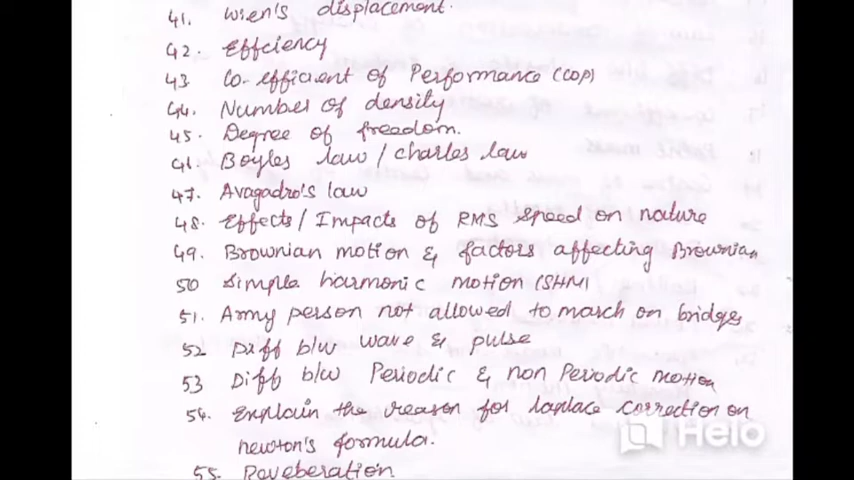 41. Wien's displacement.
42. Effciency
43 Co-efficient of Performance (COP)
44. Number of density
45. Degree of freedom.
46. Boyles law / Charles law
47. Avagadro's law
48. Effects / Impacts of RMS speed on nature
49. Brownian motion & factors affecting Brownian
50 Simple harmonic motion (SHM)
51. Army person not allowed to march on bridges
52 Diff b/w wave & pulse
53 Diff b/w Periodic & non Periodic motion
54. Explain the reason for laplace correction on
newton's formula.
55. Reveberation
Helo